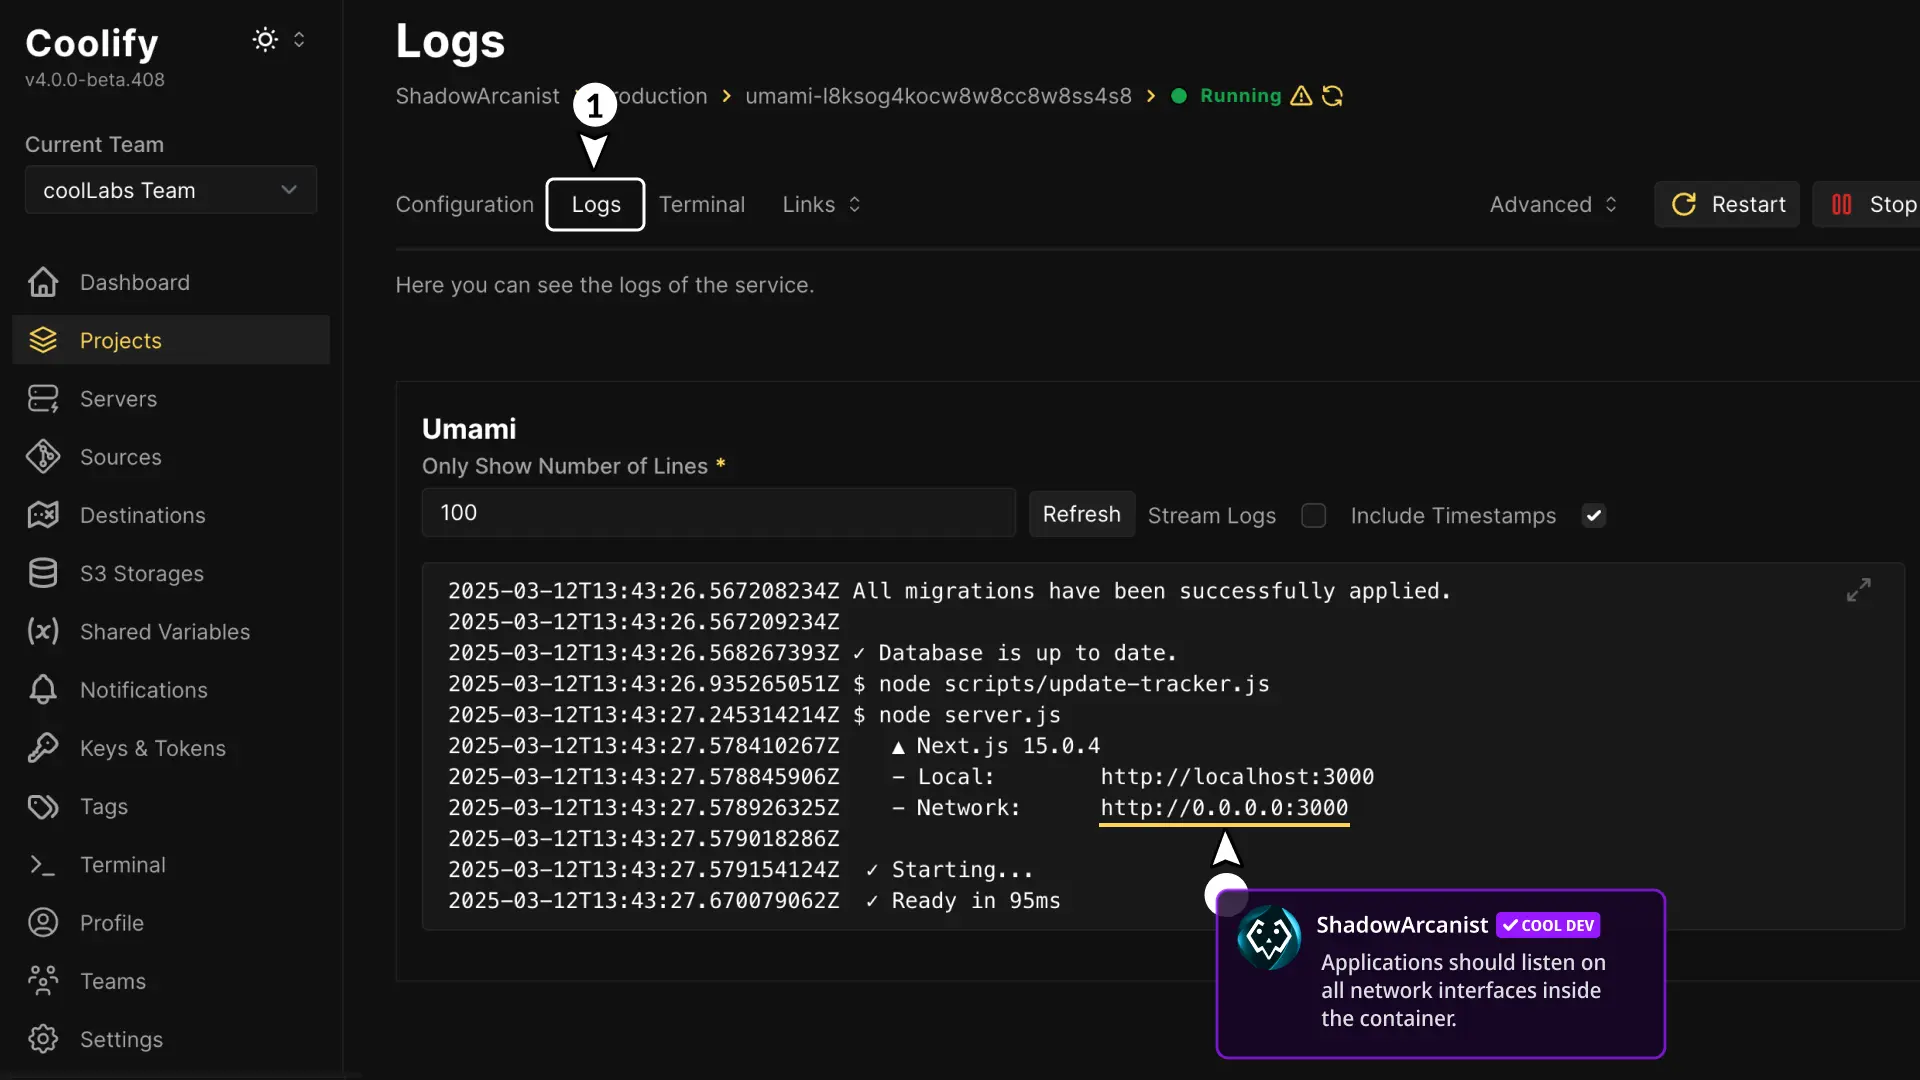 Coolify
v4.0.0-beta.408
Current Team
coolLabs Team
Dashboard
Projects
Servers
Sources
Destinations
S3 Storages
Shared Variables
Notifications
Keys & Tokens
Tags
Terminal
Profile
Teams
Settings
Logs
ShadowArcanist roduction umami-l8ksog4kocw8w8cc8w8ss4s8 Running
1
Configuration Logs Terminal Links Advanced Restart Stop
Here you can see the logs of the service.
Umami
Only Show Number of Lines *
100 Refresh Stream Logs Include Timestamps
2025-03-12T13:43:26.567208234Z All migrations have been successfully applied.
2025-03-12T13:43:26.567209234Z
2025-03-12T13:43:26.568267393Z ✓ Database is up to date.
2025-03-12T13:43:26.935265051Z $ node scripts/update-tracker.js
2025-03-12T13:43:27.245314214Z $ node server.js
2025-03-12T13:43:27.578410267Z ▲ Next.js 15.0.4
2025-03-12T13:43:27.578845906Z - Local: http://localhost:3000
2025-03-12T13:43:27.578926325Z - Network: http://0.0.0.0:3000
2025-03-12T13:43:27.579018286Z
2025-03-12T13:43:27.579154124Z ✓ Starting...
2025-03-12T13:43:27.670079062Z ✓ Ready in 95ms
ShadowArcanist ✓ COOL DEV
Applications should listen on
all network interfaces inside
the container.